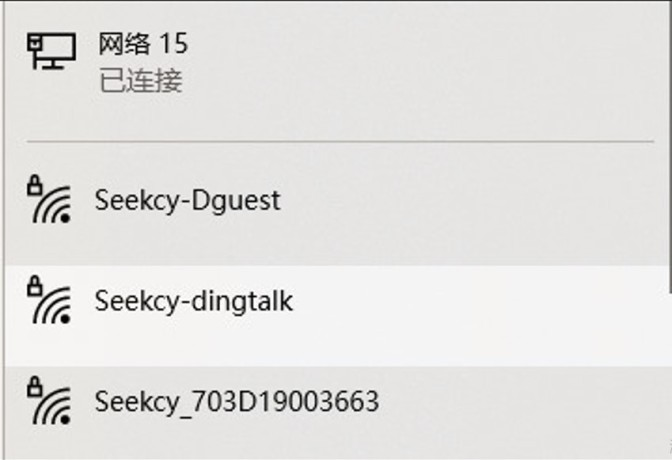 网络 15
已连接
Seekcy-Dguest
Seekcy-dingtalk
Seekcy_703D19003663